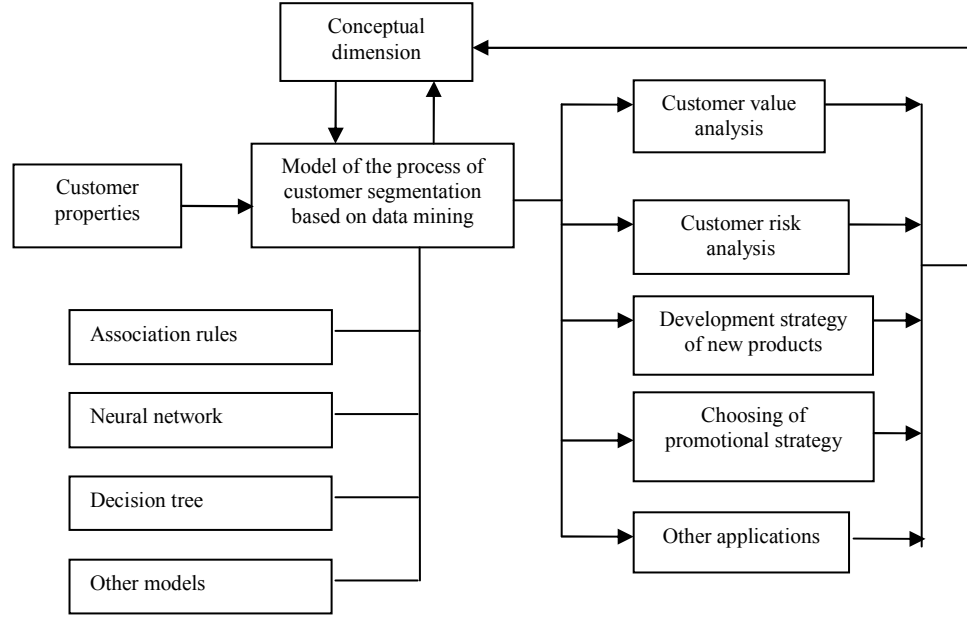 Conceptual
dimension
Customer value
analysis
Model of the process of
customer segmentation
based on data mining
Customer
properties
Customer risk
analysis
Association rules
Development strategy
of new products
Neural network
Choosing of
promotional strategy
Decision tree
Other applications
Other models